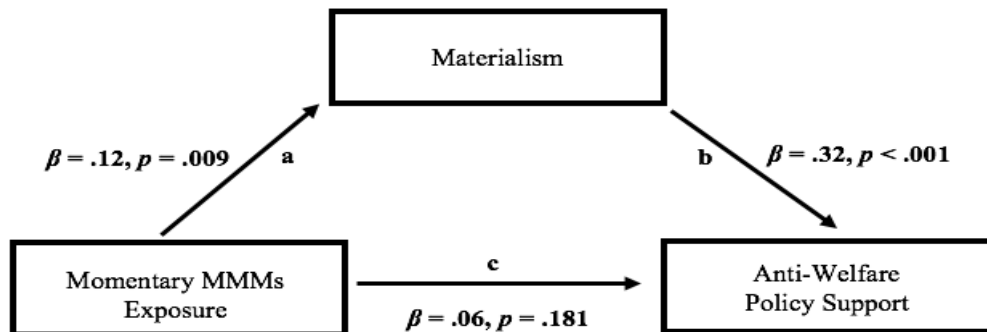 Materialism
β = .12, p = .009
a
b
β = .32, p < .001
Momentary MMMs
Exposure
c
β = .06, p = .181
Anti-Welfare
Policy Support